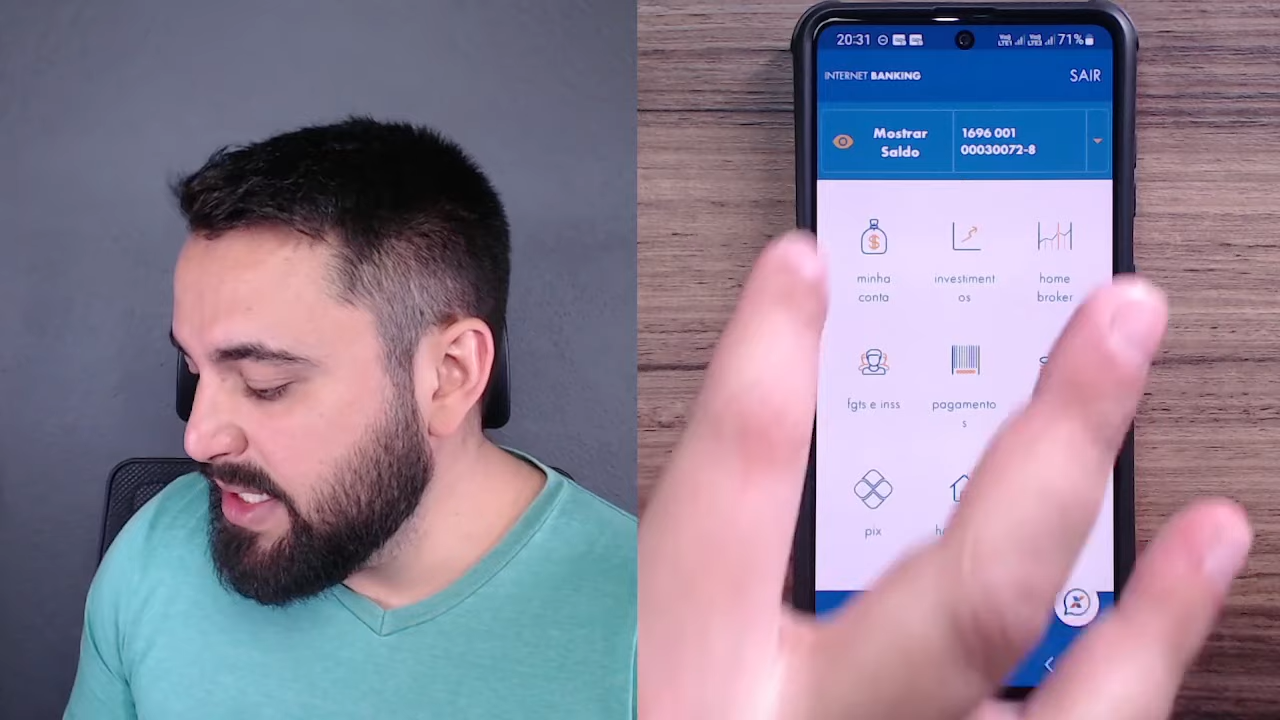 20:31
71%
INTERNET BANKING
SAIR
Mostrar
Saldo
1696 001
00030072-8
minha
conta
investiment
os
home
broker
fgts e inss
pagamento
s
pix